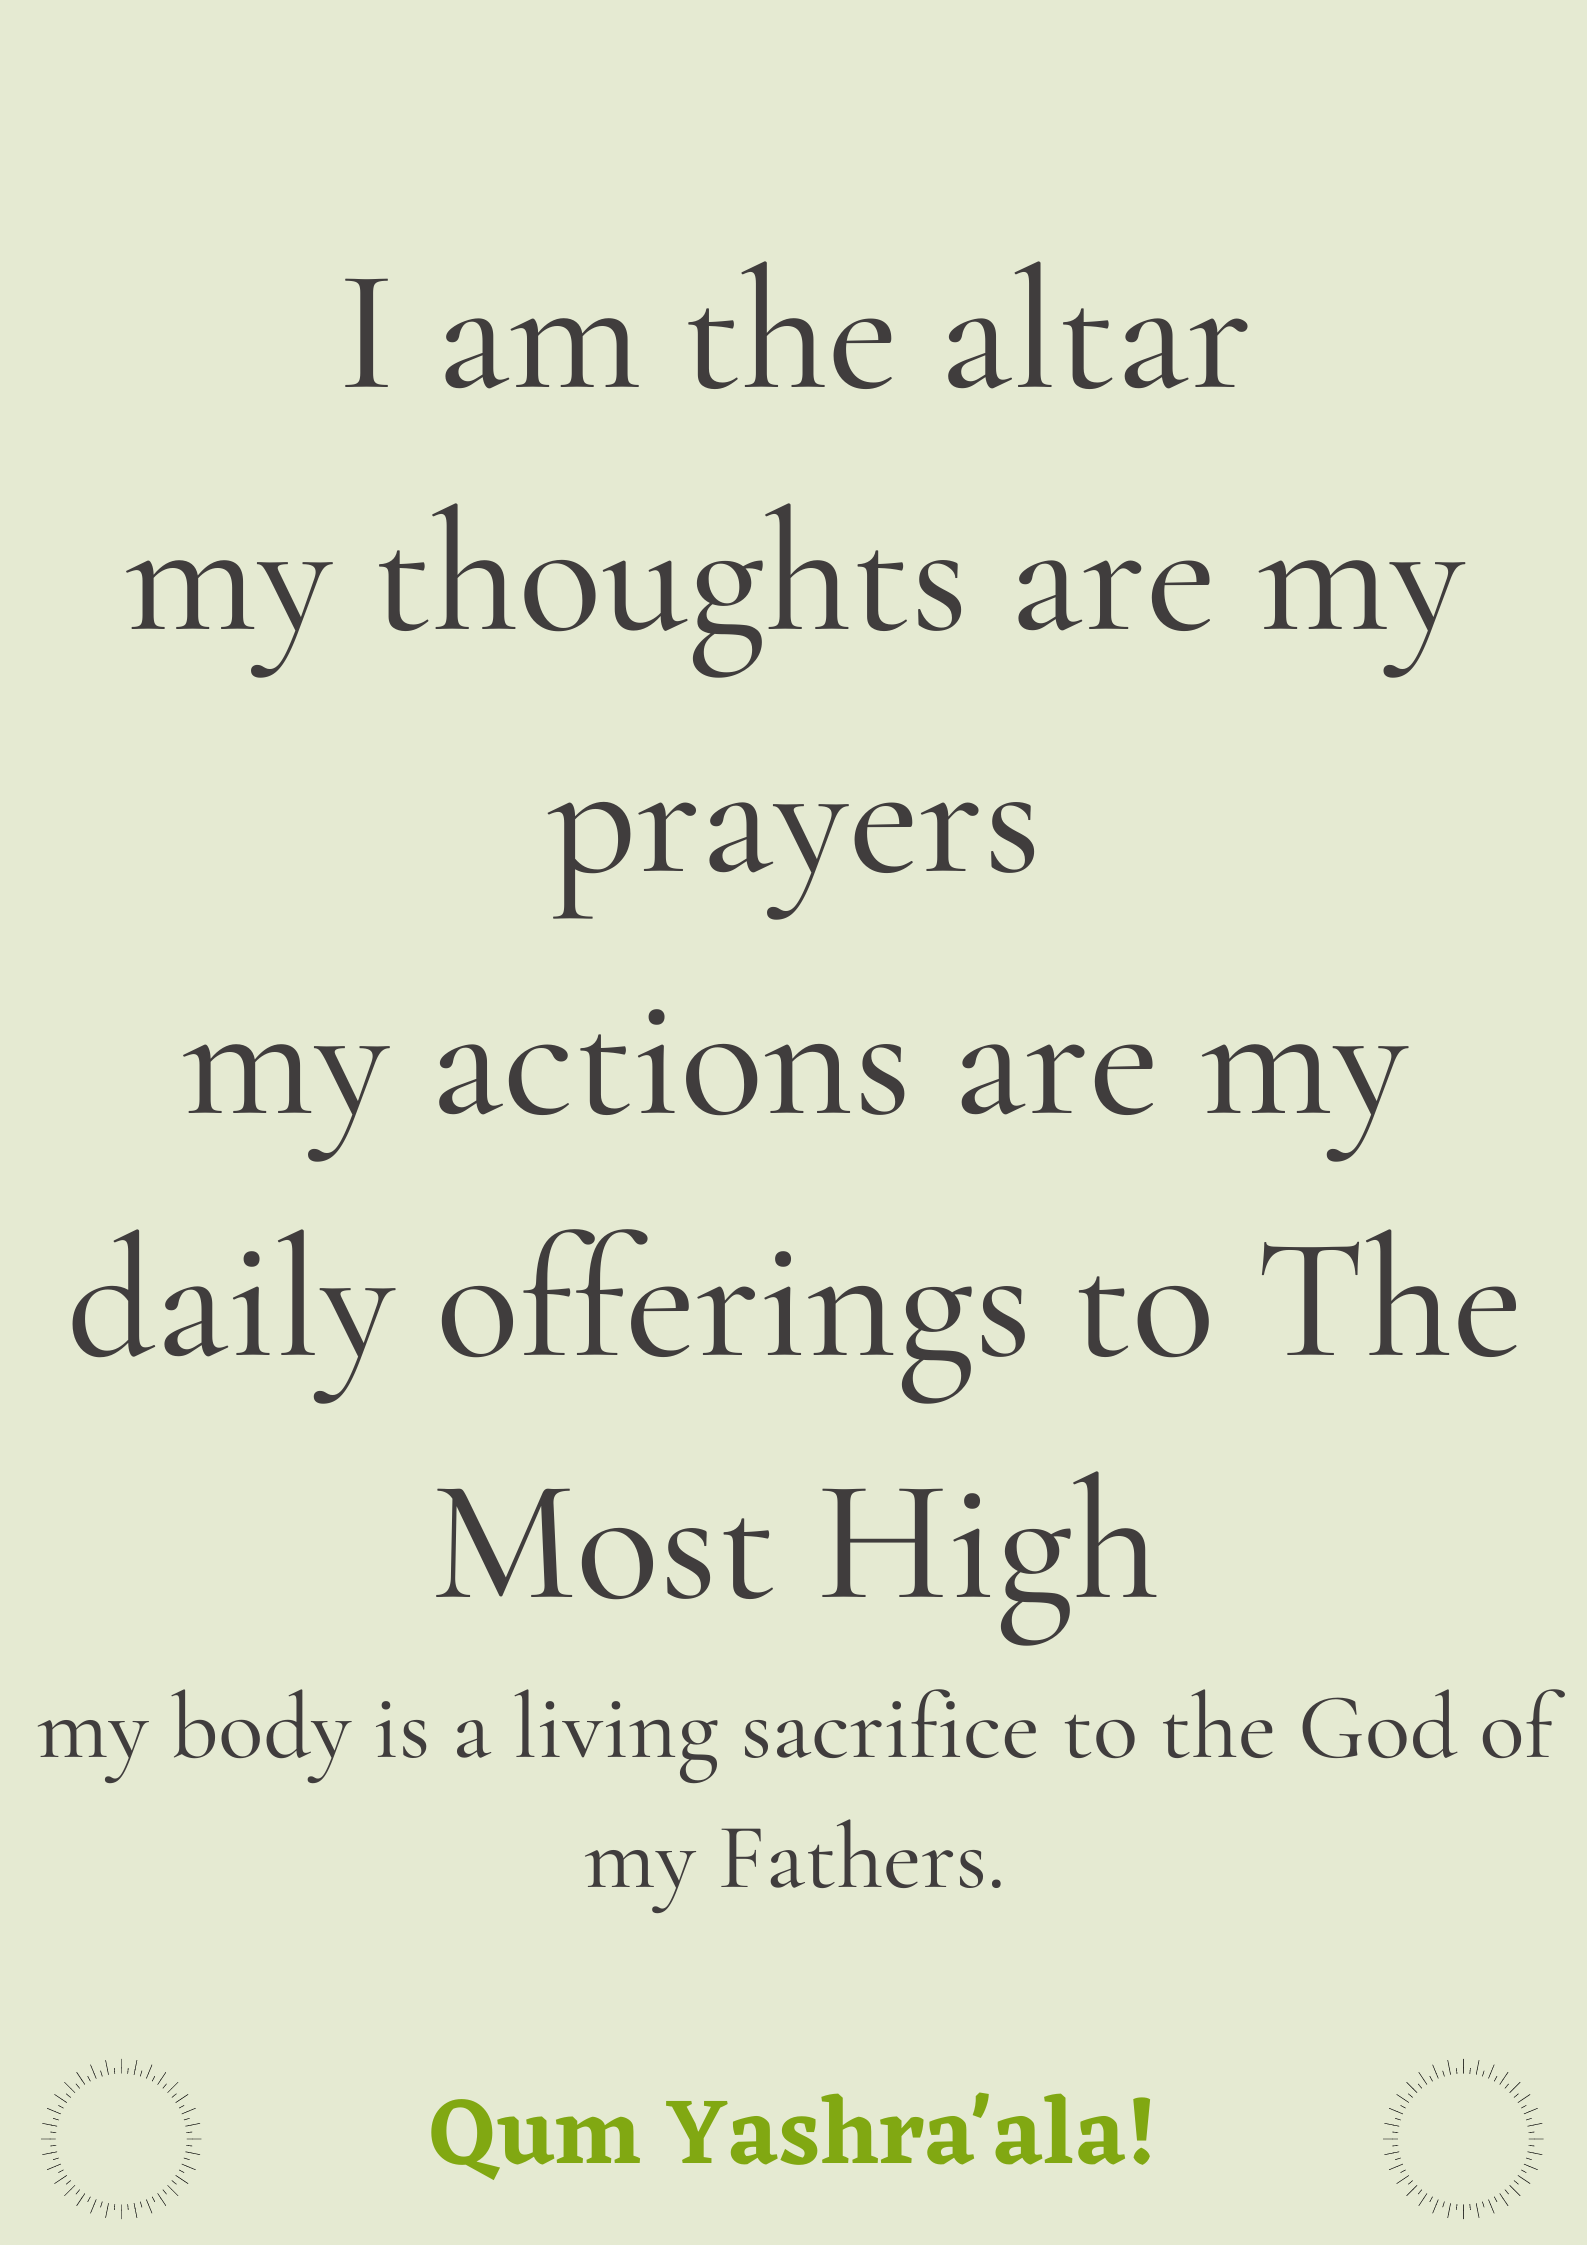 I am the altar
my thoughts are my
prayers
my actions are my
daily offerings to The
Most High
my body is a living sacrifice to the God of
my Fathers.
Qum Yashra'ala!